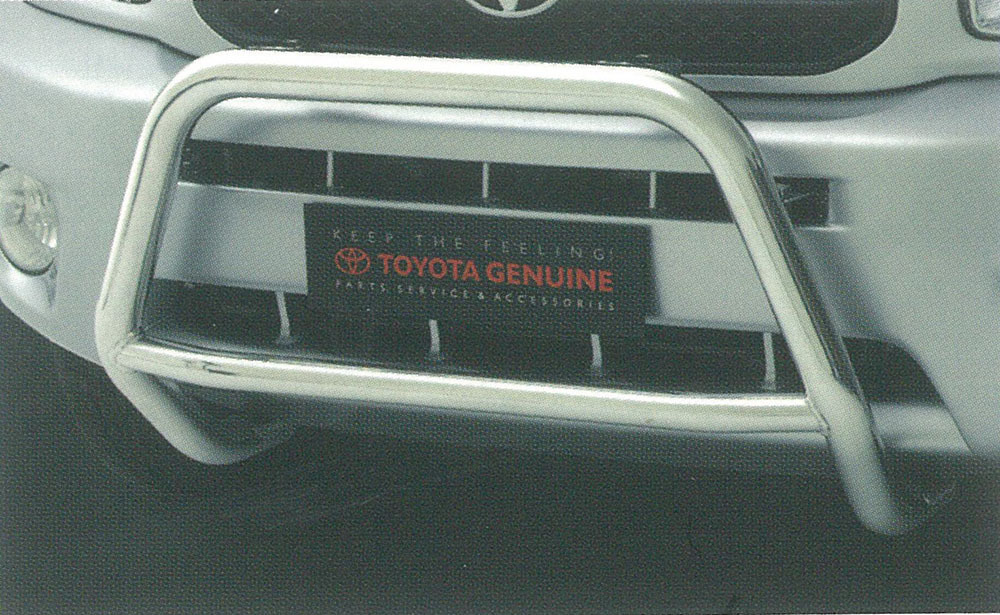 KEEP THE FEELING!
TOYOTA GENUINE
PARTS SERVICE & ACCESSORIES